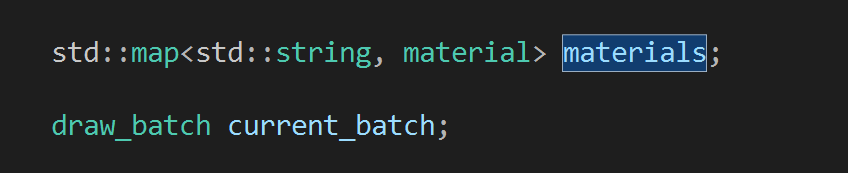 std::map<std::string, material> materials;
draw_batch current_batch;